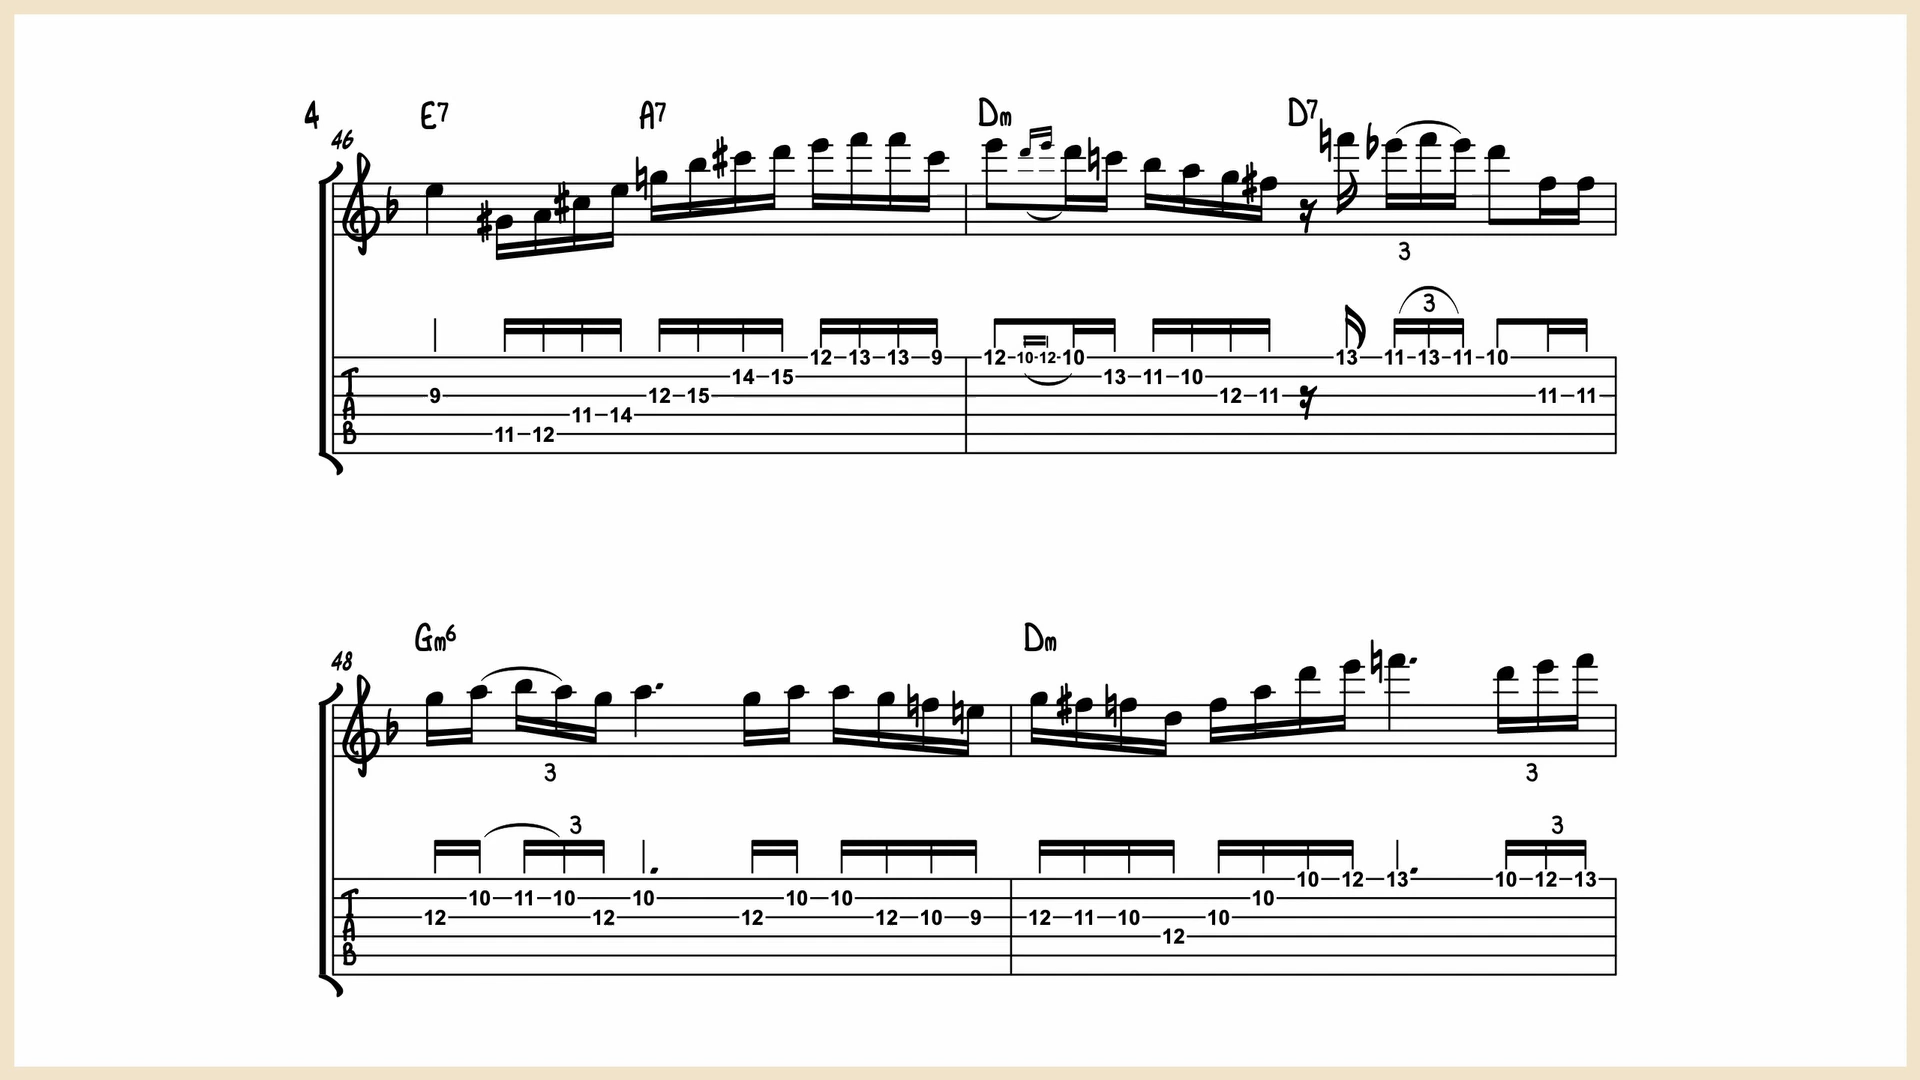 4 E7 A7 Dm D7
46
3
3
12 13 13 9 12 10 12 10 13 11 13 11 10
14 15 13 11 10
T 9 12 15 12 11 11 11
A 11 14
B 11 12
Gm6 Dm
48
3 3
3 3
10 12 13 10 12 13
T 10 11 10 10 10 10 10
12 12 12 12 10 9 12 11 10 10
A 12
B